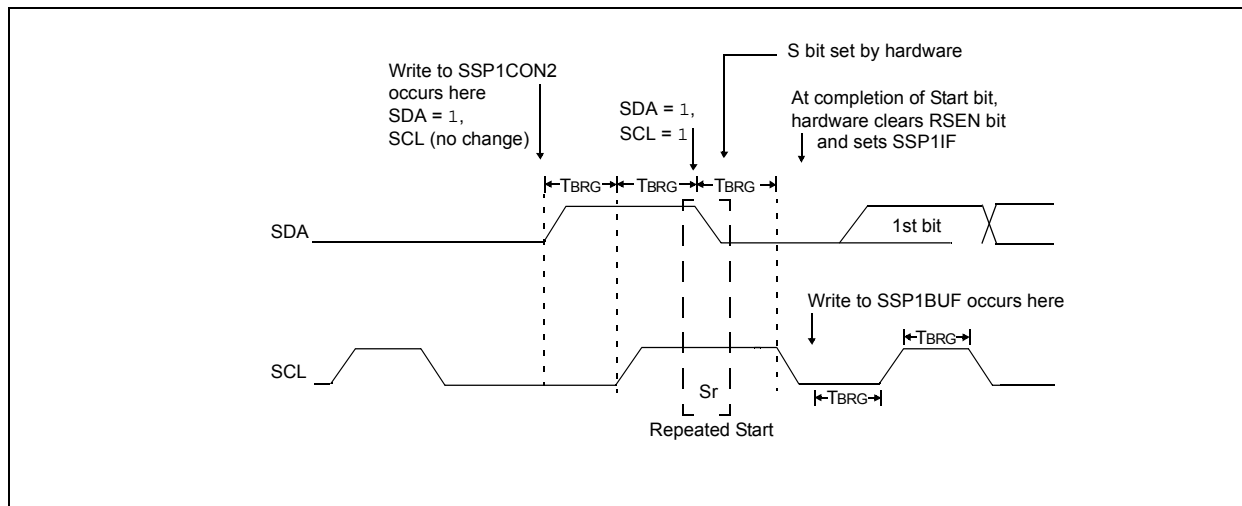 S bit set by hardware
Write to SSP1CON2
occurs here
SDA = 1,
SCL (no change)
SDA = 1,
SCL = 1
At completion of Start bit,
hardware clears RSEN bit
and sets SSP1IF
TBRG TBRG TBRG
SDA
1st bit
Write to SSP1BUF occurs here
TBRG
SCL
Sr
TBRG
Repeated Start